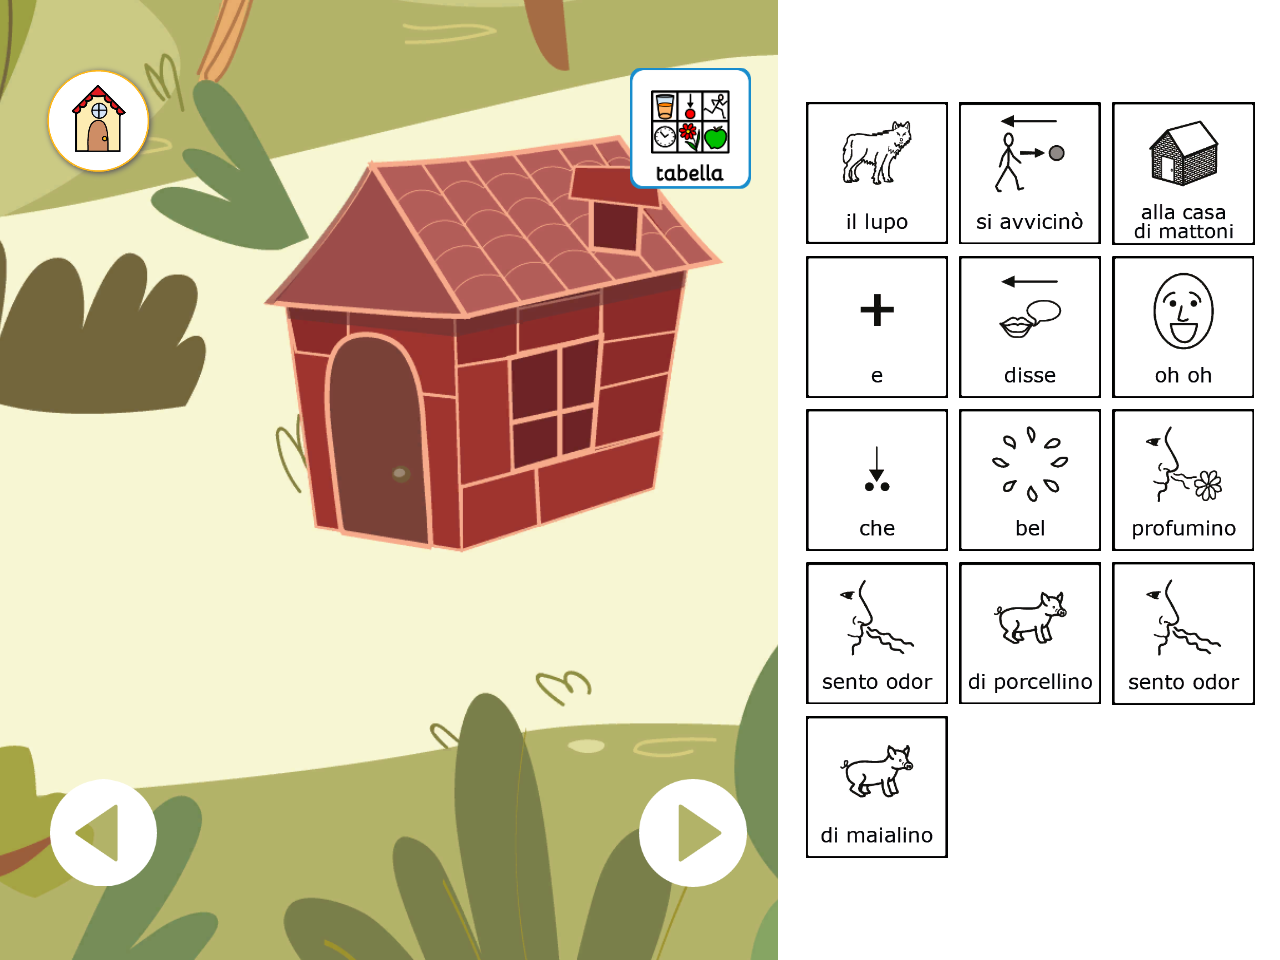 tabella
il lupo
si avvicinò
alla casa
di mattoni
e
disse
oh oh
che
bel
profumino
sento odor
di porcellino
sento odor
di maialino